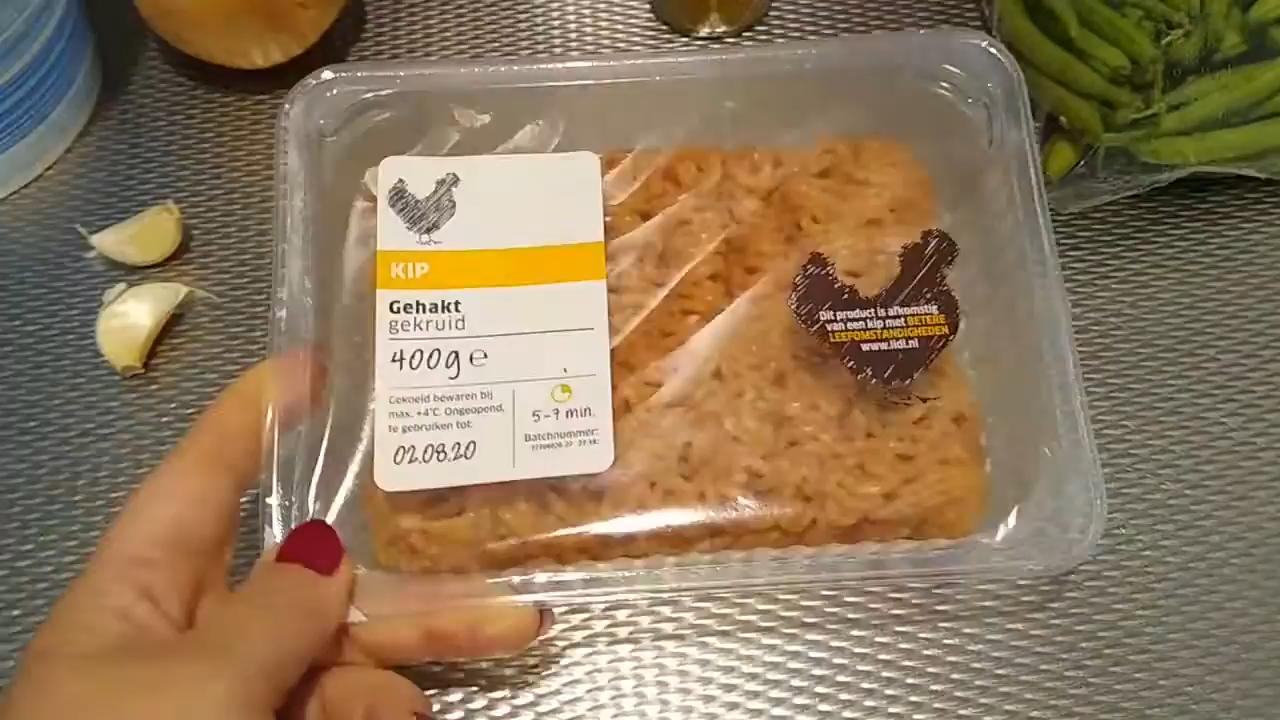 KIP
Gehakt
gekruid
400g e
Gekoeld bewaren bij
max. +4°C. Ongeopend,
te gebruiken tot:
02.08.20
5-7 min.
Batchnummer:
Dit product is afkomstig
van een kip met BETERE
LEEFOMSTANDIGHEDEN
www.lidl.nl